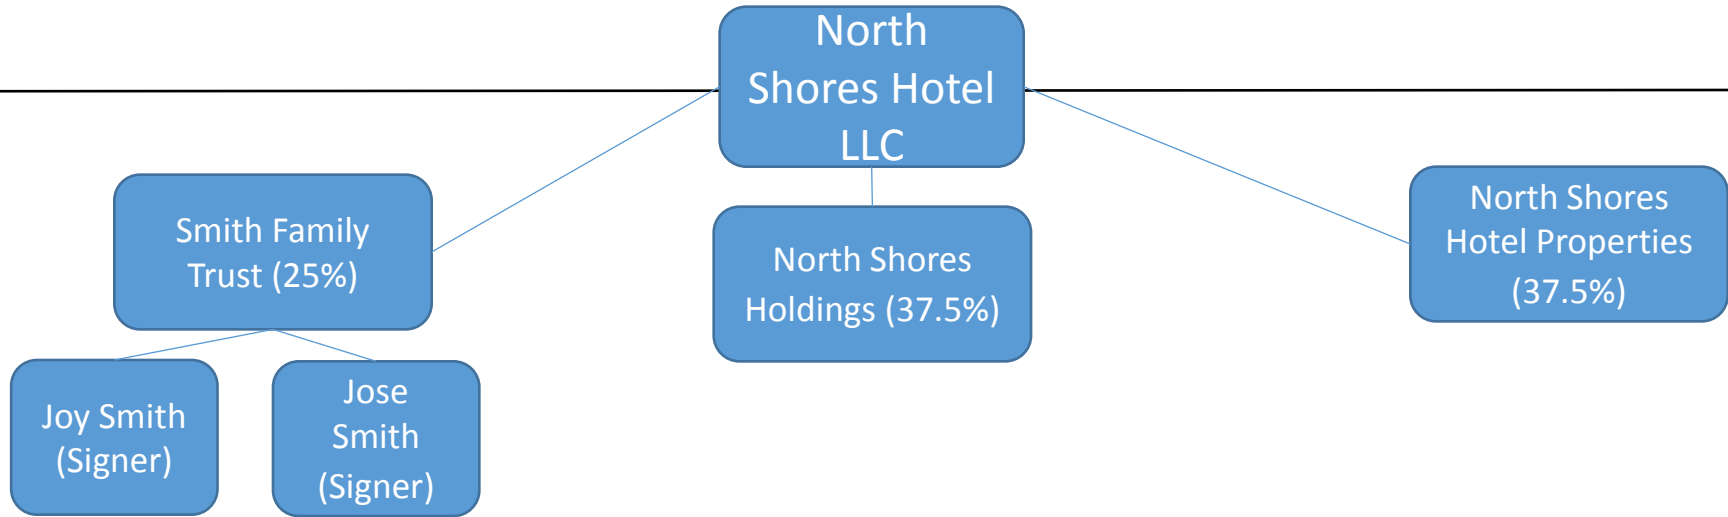 North
Shores Hotel
LLC
Smith Family
Trust (25%)
North Shores
Holdings (37.5%)
North Shores
Hotel Properties
(37.5%)
Joy Smith
(Signer)
Jose
Smith
(Signer)